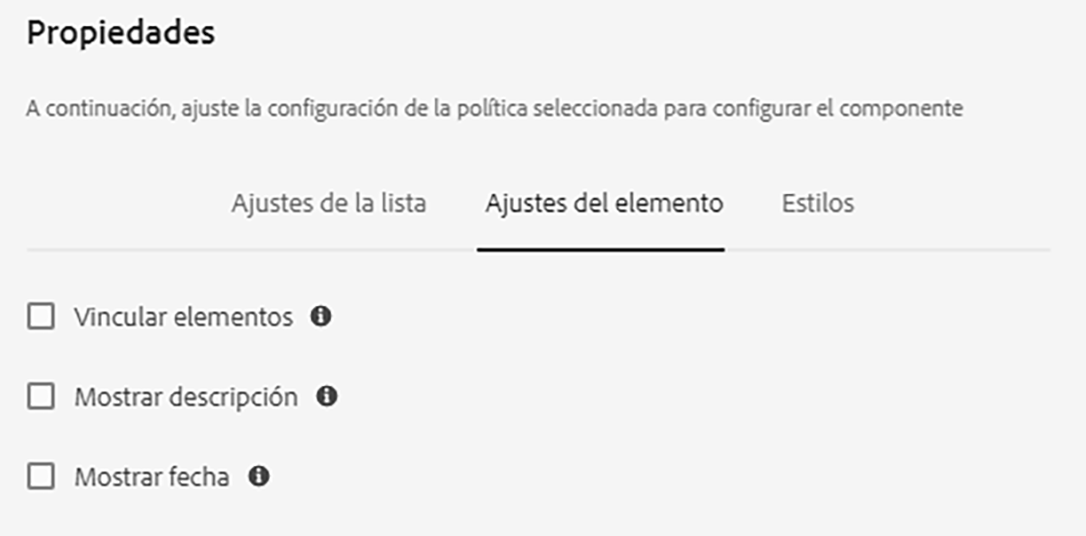 Propiedades
A continuación, ajuste la configuración de la política seleccionada para configurar el componente
Ajustes de la lista Ajustes del elemento Estilos
Vincular elementos
Mostrar descripción
Mostrar fecha